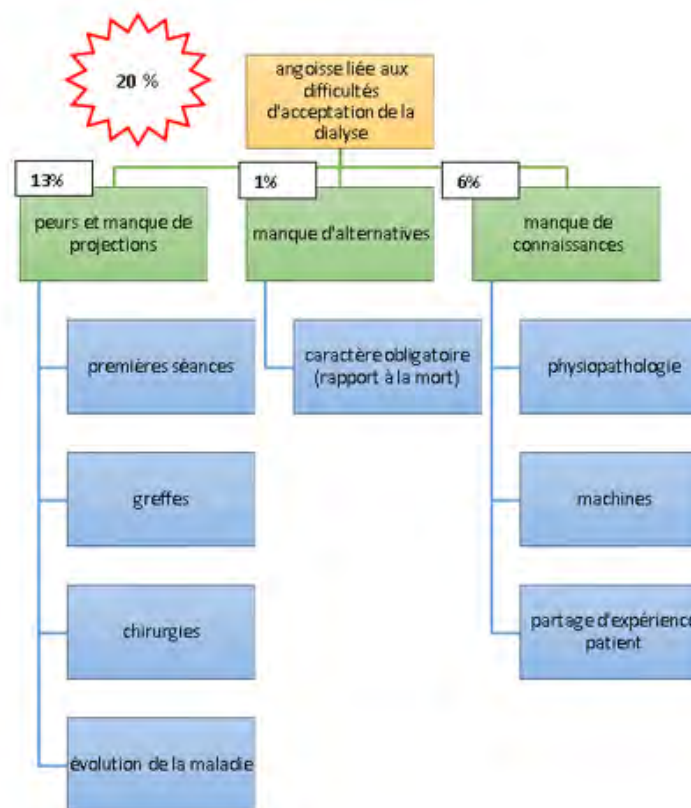 20 %
angoisse liée aux
difficultés
d'acceptation de la
dialyse
13%
1%
6%
peurs et manque de
projections
manque d'alternatives
manque de
connaissances
premières séances
caractère obligatoire
(rapport à la mort)
physiopathologie
greffes
machines
chirurgies
partage d'expérience
patient
évolution de la maladie